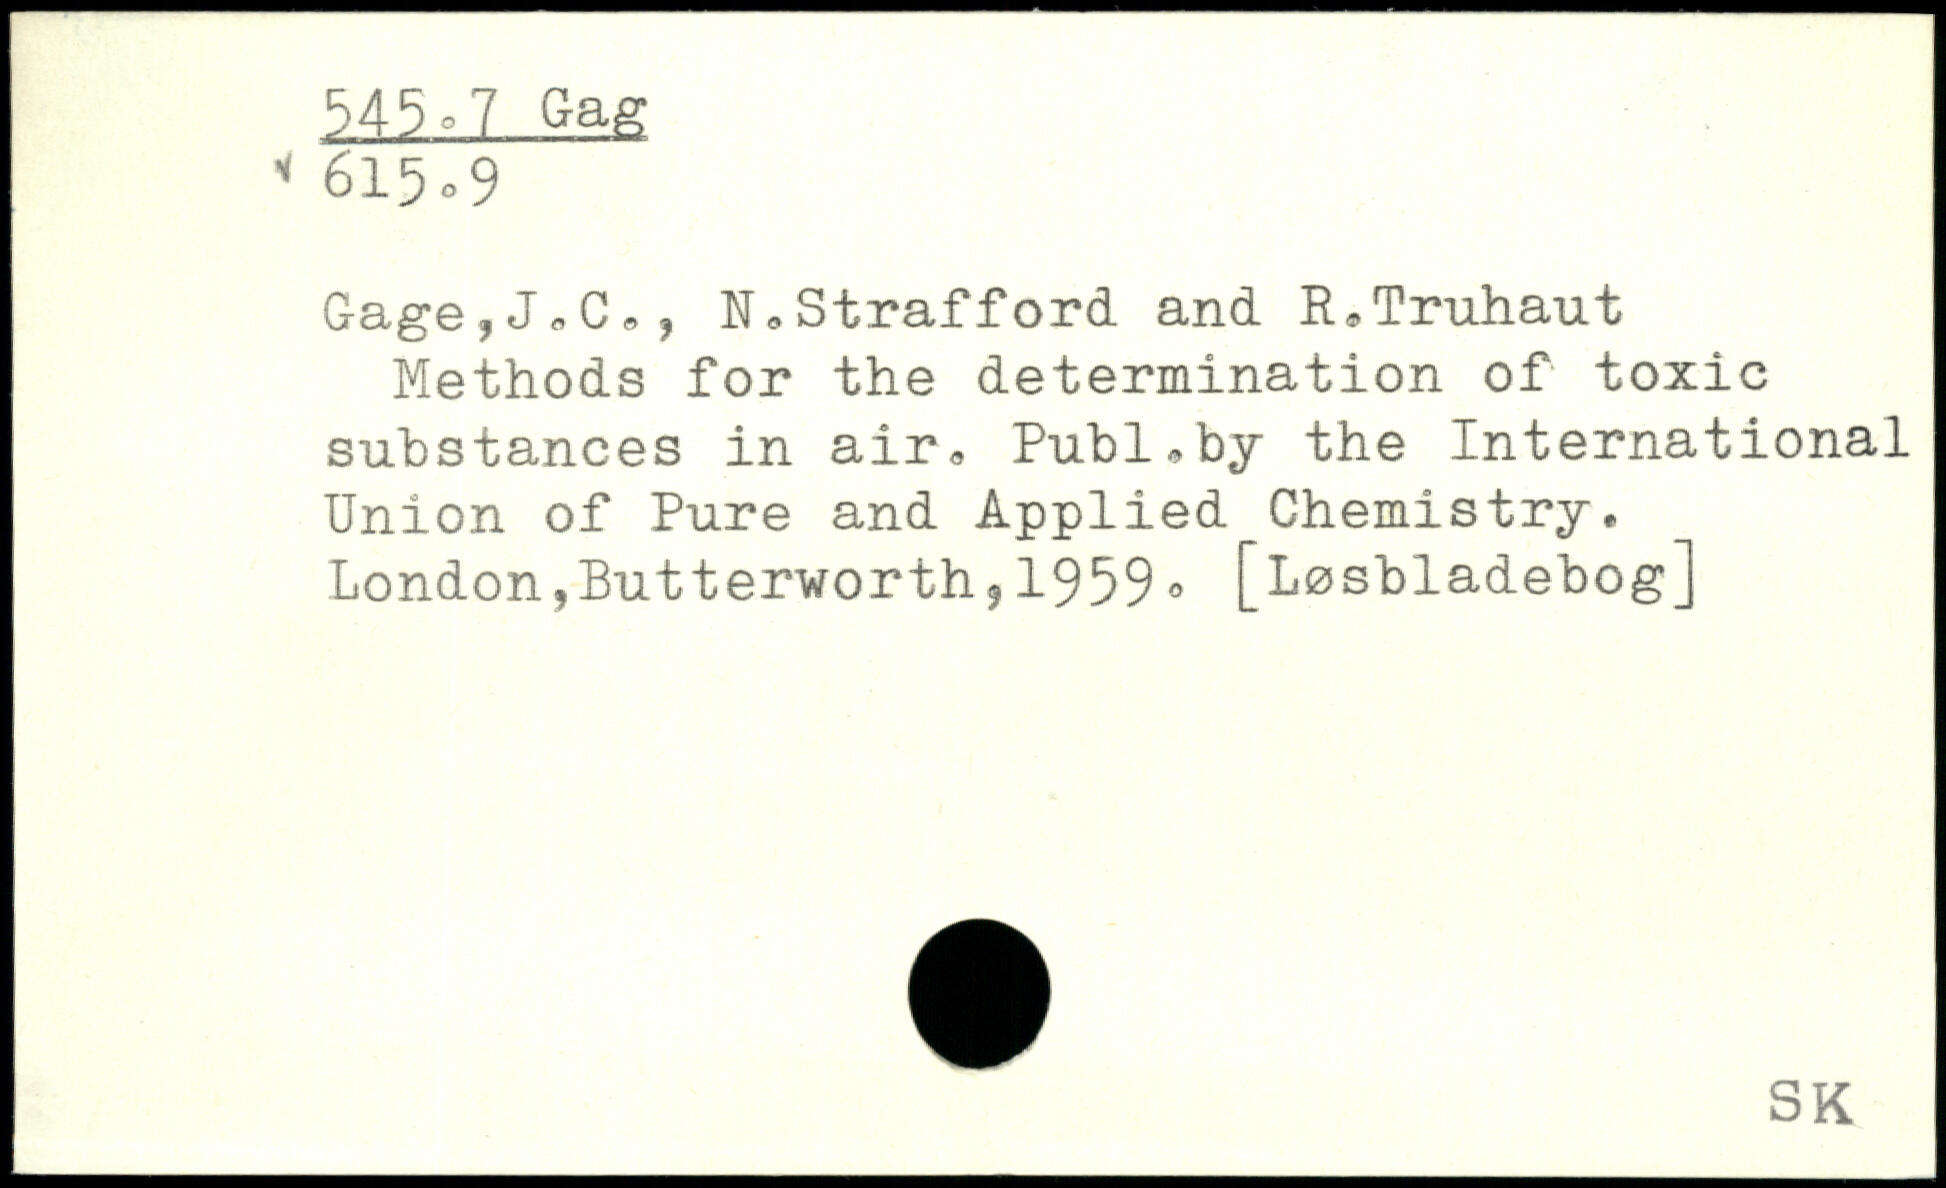 545.7 Gag
615.9
Gage,J.C., N.Strafford and R.Truhaut
Methods for the determination of toxic
substances in air. Publ.by the International
Union of Pure and Applied Chemistry.
London,Butterworth,1959. [Løsbladebog]
SK